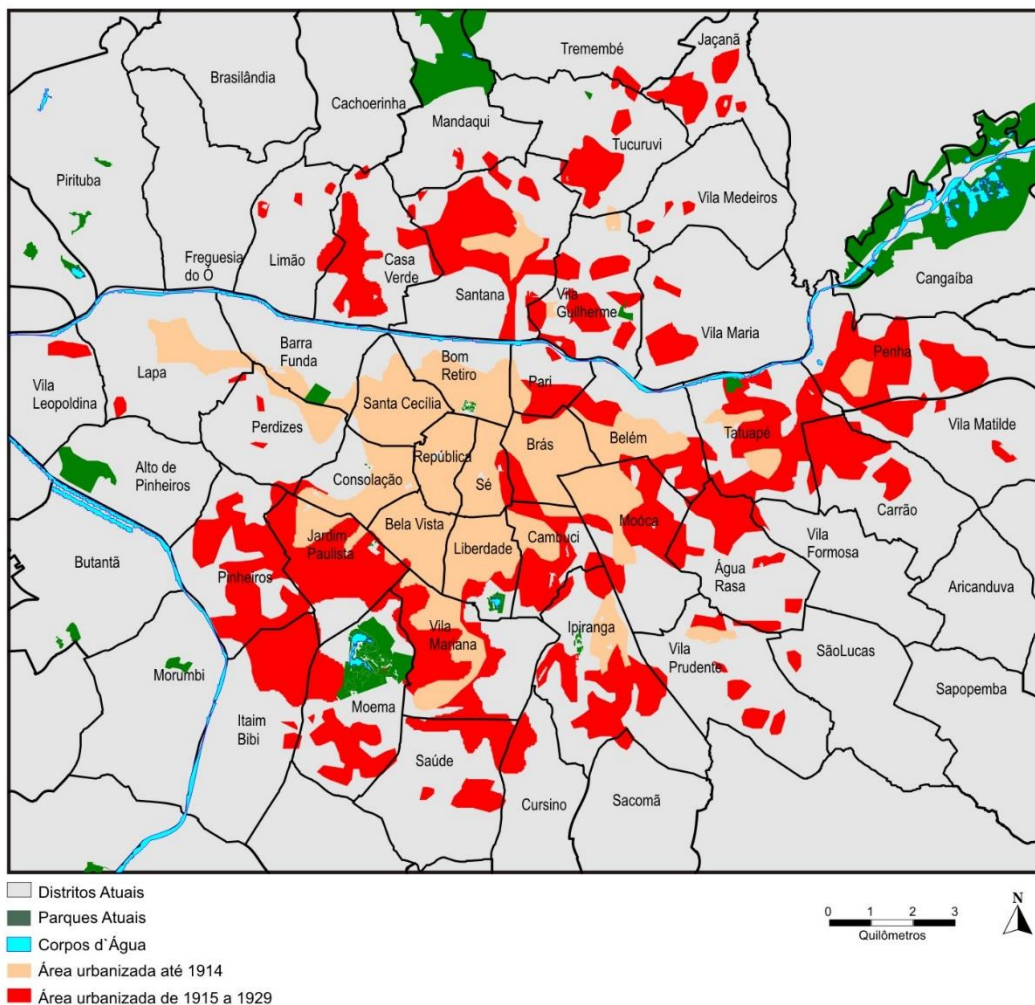 Jaçanã
Tremembé
Brasilândia
Cachoerinha
Mandaqui
Tucuruvi
Pirituba
Vila Medeiros
Freguesia
do Ó
Limão
Casa
Verde
Cangaíba
Santana
Vila
Guilherme
Vila Maria
Barra
Funda
Bom
Retiro
Penha
Lapa
Pari
Vila
Leopoldina
Santa Cecília
Perdizes
Brás
Belém
Tatuapé
Vila Matilde
República
Alto de
Pinheiros
Consolação
Sé
Carrão
Bela Vista
Moóca
Jardim
Paulista
Liberdade
Cambuci
Vila
Formosa
Butantã
Pinheiros
Água
Rasa
Aricanduva
Vila
Mariana
Ipiranga
Vila
Prudente
SãoLucas
Morumbi
Sapopemba
Moema
Itaim
Bibi
Saúde
Cursino
Sacomã
Distritos Atuais
Parques Atuais
Corpos d`Água
Área urbanizada até 1914
Área urbanizada de 1915 a 1929
0 1 2 3
Quilômetros
N